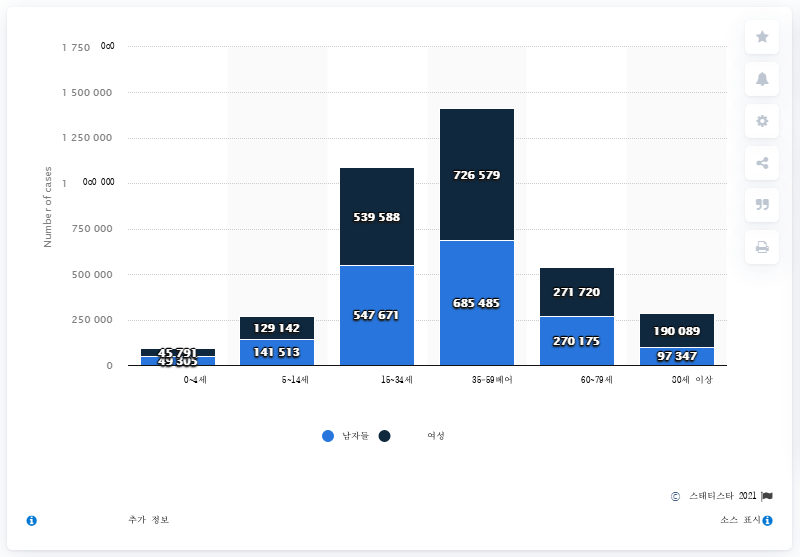 1 750 000
1 500 000
1 250 000
1 000 000
750 000
500 000
250 000
0
Number of cases
45 791
49 305
129 142
141 513
539 588
547 671
726 579
685 485
271 720
270 175
190 089
97 347
0~4세
5~14세
15~34세
35~59베어
60~79세
80세 이상
남자들
여성
© 스태티스타 2021
추가 정보
소스 표시